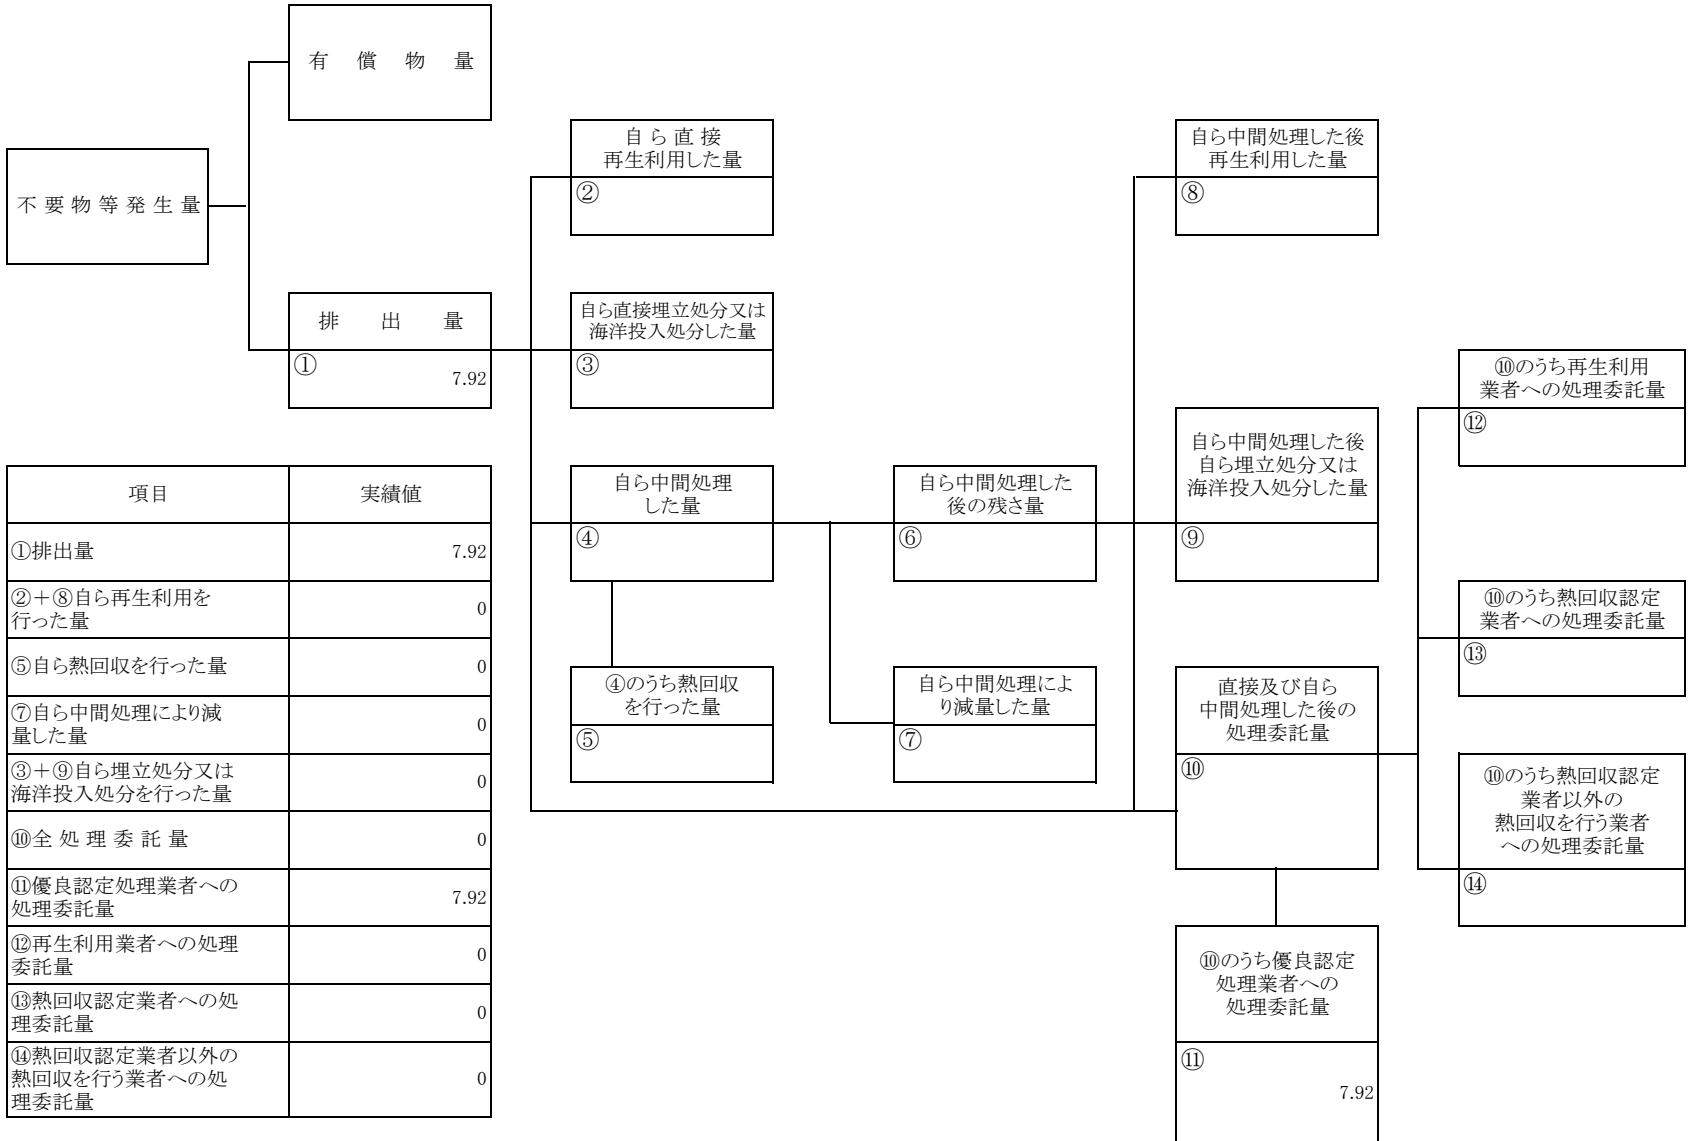 有償物量
不要物等発生量
排出量
①
7.92
自ら直接
再生利用した量
②
自ら直接埋立処分又は
海洋投入処分した量
③
自ら中間処理
した量
④
④のうち熱回収
を行った量
⑤
自ら中間処理した
後の残さ量
⑥
自ら中間処理によ
り減量した量
⑦
自ら中間処理した後
再生利用した量
⑧
自ら中間処理した後
自ら埋立処分又は
海洋投入処分した量
⑨
直接及び自ら
中間処理した後の
処理委託量
⑩
⑩のうち優良認定
処理業者への
処理委託量
⑪
7.92
⑩のうち再生利用
業者への処理委託量
⑫
⑩のうち熱回収認定
業者への処理委託量
⑬
⑩のうち熱回収認定
業者以外の
熱回収を行う業者
への処理委託量
⑭
項目 実績値
①排出量 7.92
②＋⑧自ら再生利用を
行った量 0
⑤自ら熱回収を行った量 0
⑦自ら中間処理により減
量した量 0
③＋⑨自ら埋立処分又は
海洋投入処分を行った量 0
⑩全処理委託量 0
⑪優良認定処理業者への
処理委託量 7.92
⑫再生利用業者への処理
委託量 0
⑬熱回収認定業者への処
理委託量 0
⑭熱回収認定業者以外の
熱回収を行う業者への処
理委託量 0